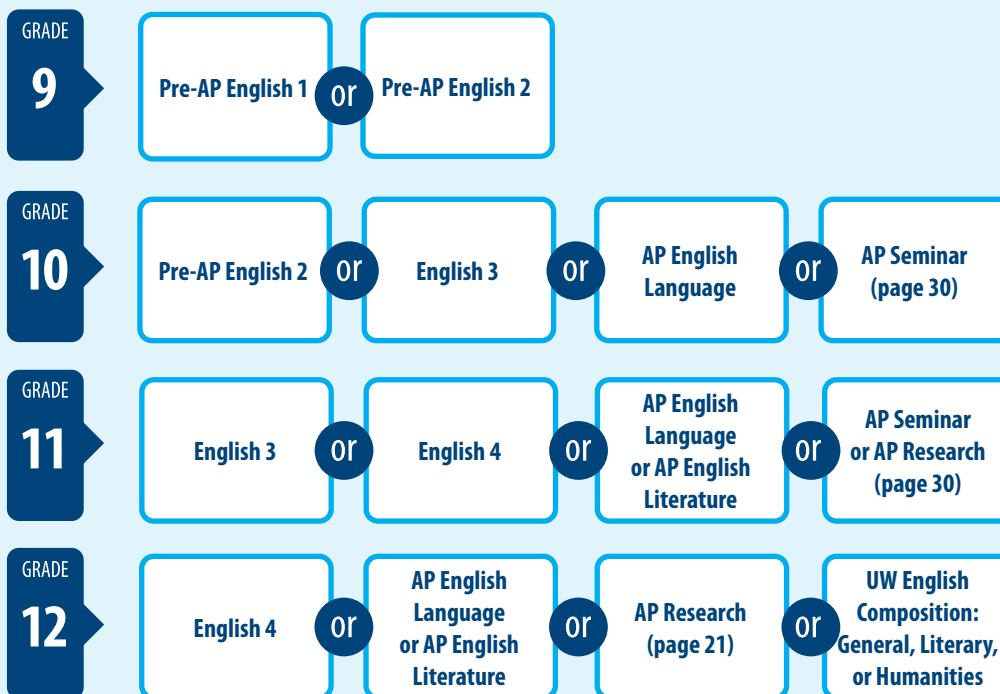 GRADE
9
Pre-AP English 1
or
Pre-AP English 2
GRADE
10
Pre-AP English 2
or
English 3
or
AP English
Language
or
AP Seminar
(page 30)
GRADE
11
English 3
or
English 4
or
AP English
Language
or AP English
Literature
or
AP Seminar
or AP Research
(page 30)
GRADE
12
English 4
or
AP English
Language
or AP English
Literature
or
AP Research
(page 21)
or
UW English
Composition:
General, Literary,
or Humanities